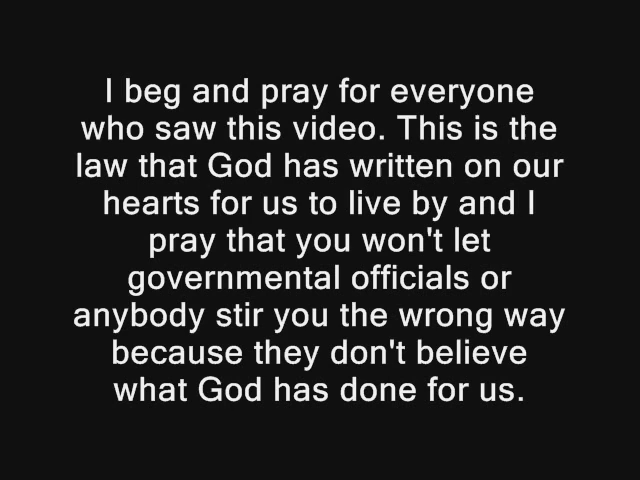 I beg and pray for everyone
who saw this video. This is the
law that God has written on our
hearts for us to live by and I
pray that you won't let
governmental officials or
anybody stir you the wrong way
because they don't believe
what God has done for us.